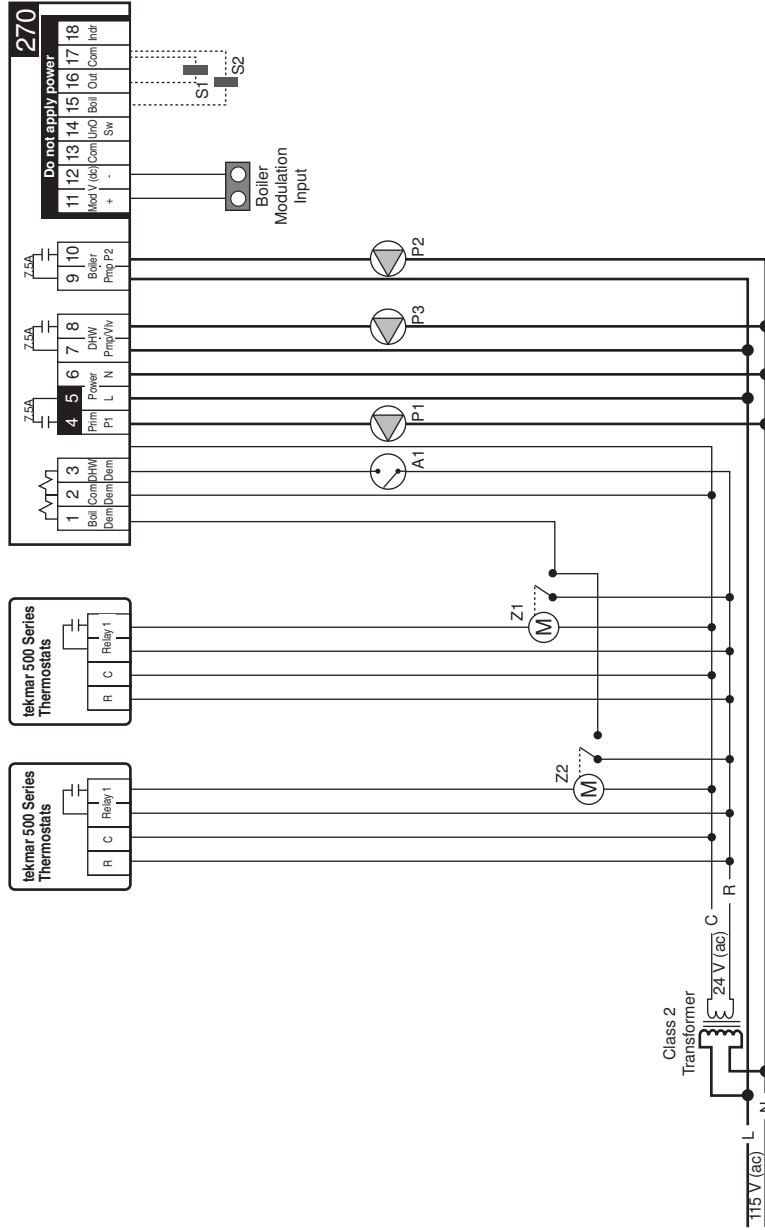 tekmar 500 Series
Thermostats
R
C
Relay 1
tekmar 500 Series
Thermostats
R
C
Relay 1
270
Do not apply power
1 2 3
Boil Com DHW
Dem Dem Dem
7.5A
4 5 6
Prim Power
P1 L N
7.5A
7 8
DHW
Pmp/Vlv
7.5A
9 10
Boiler
Pmp P2
11 12 13 14 15 16 17 18
Mod V (dc) Com UnO Boil Out Com Indr
+ - Sw
S1
S2
Boiler
Modulation
Input
A1
P1
P3
P2
Z1
M
Z2
M
Class 2
Transformer
24 V (ac)
C
R
115 V (ac)
L
N